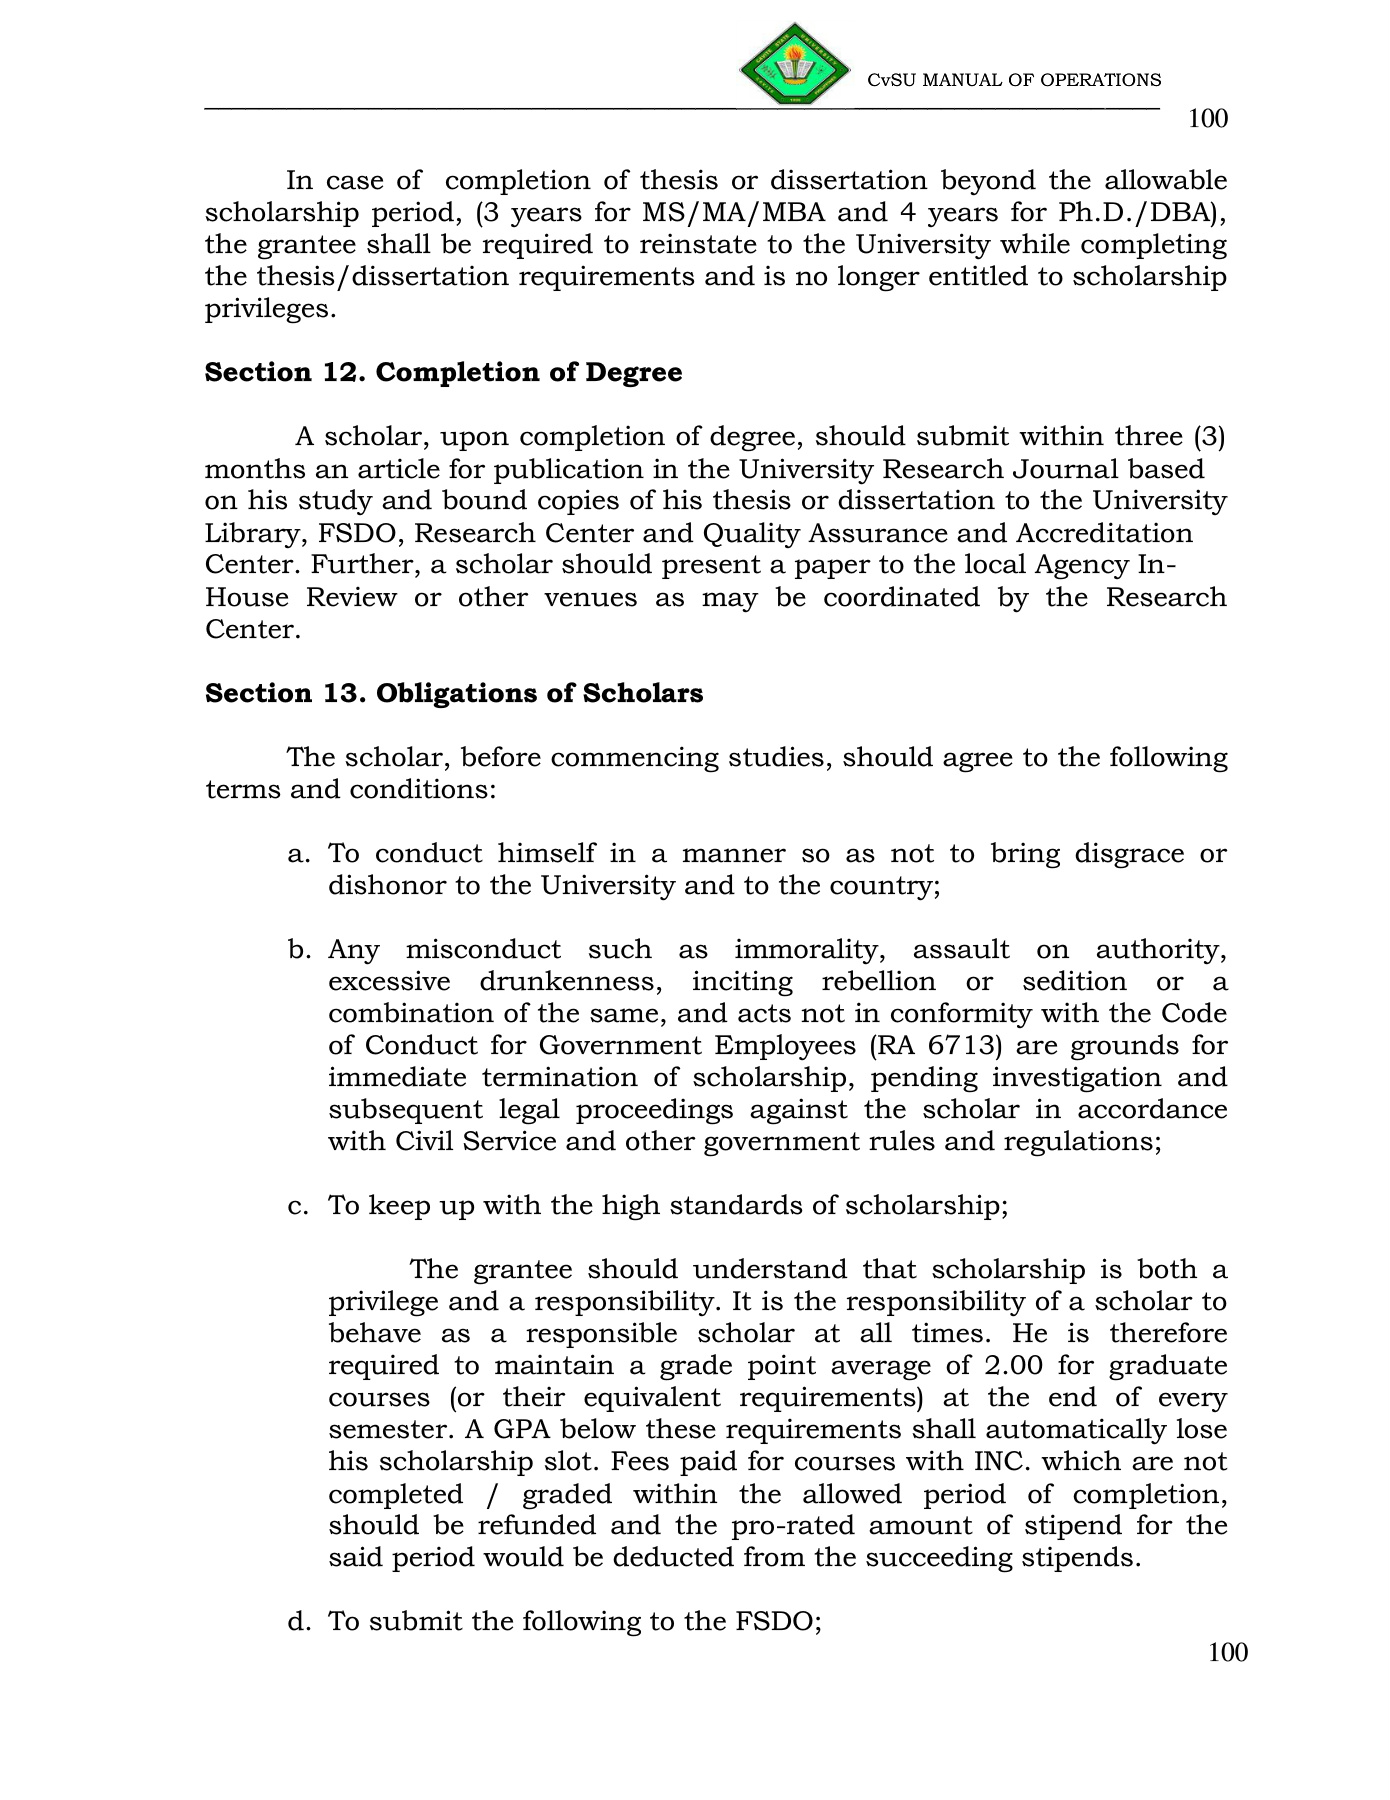 CvSU MANUAL OF OPERATIONS
100
In case of completion of thesis or dissertation beyond the allowable
scholarship period, (3 years for MS/MA/MBA and 4 years for Ph.D./DBA),
the grantee shall be required to reinstate to the University while completing
the thesis/dissertation requirements and is no longer entitled to scholarship
privileges.
Section 12. Completion of Degree
A scholar, upon completion of degree, should submit within three (3)
months an article for publication in the University Research Journal based
on his study and bound copies of his thesis or dissertation to the University
Library, FSDO, Research Center and Quality Assurance and Accreditation
Center. Further, a scholar should present a paper to the local Agency In-
House Review or other venues as may be coordinated by the Research
Center.
Section 13. Obligations of Scholars
The scholar, before commencing studies, should agree to the following
terms and conditions:
a. To conduct himself in a manner so as not to bring disgrace or
dishonor to the University and to the country;
b. Any misconduct such as immorality, assault on authority,
excessive drunkenness, inciting rebellion or sedition or a
combination of the same, and acts not in conformity with the Code
of Conduct for Government Employees (RA 6713) are grounds for
immediate termination of scholarship, pending investigation and
subsequent legal proceedings against the scholar in accordance
with Civil Service and other government rules and regulations;
c. To keep up with the high standards of scholarship;
The grantee should understand that scholarship is both a
privilege and a responsibility. It is the responsibility of a scholar to
behave as a responsible scholar at all times. He is therefore
required to maintain a grade point average of 2.00 for graduate
courses (or their equivalent requirements) at the end of every
semester. A GPA below these requirements shall automatically lose
his scholarship slot. Fees paid for courses with INC. which are not
completed / graded within the allowed period of completion,
should be refunded and the pro-rated amount of stipend for the
said period would be deducted from the succeeding stipends.
d. To submit the following to the FSDO;
100